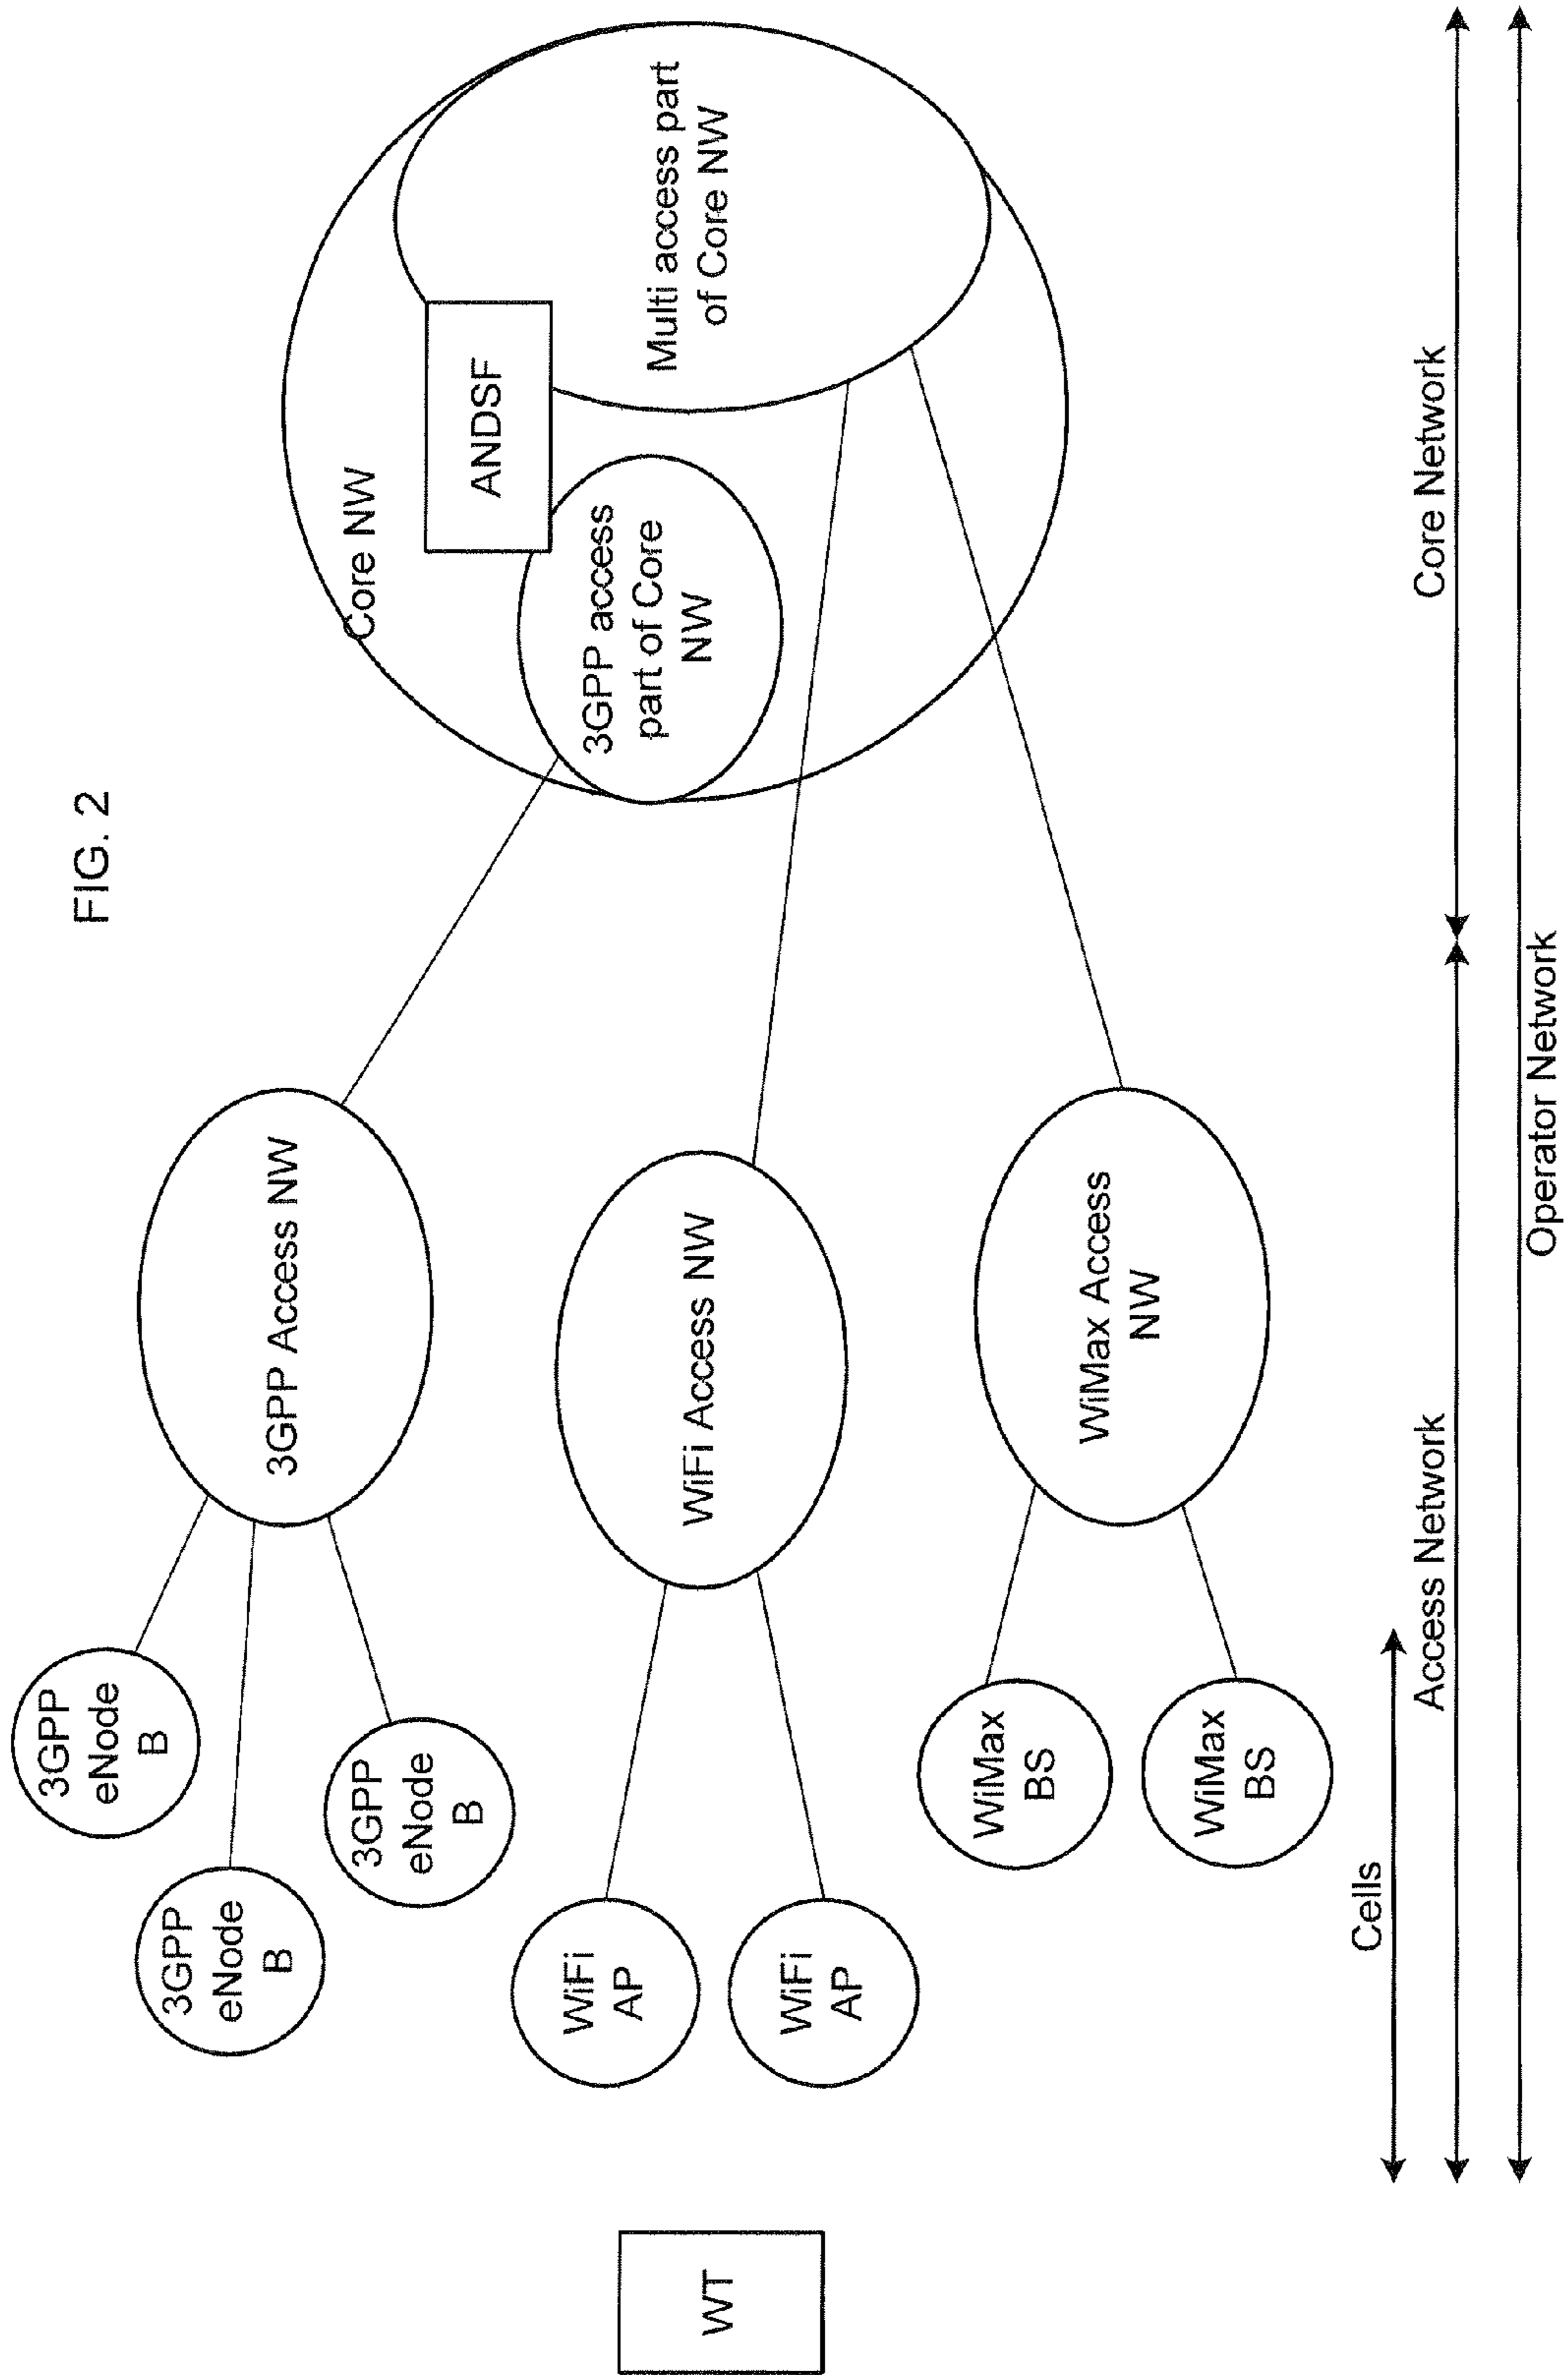 FIG. 2
3GPP
eNode
B
3GPP
eNode
B
3GPP
eNode
B
3GPP Access NW
Core NW
ANDSF
3GPP access
part of Core
NW
Multi access part
of Core NW
WT
WiFi
AP
WiFi
AP
WiFi Access NW
WiMax
BS
WiMax
BS
WiMax Access
NW
Cells
Access Network
Core Network
Operator Network